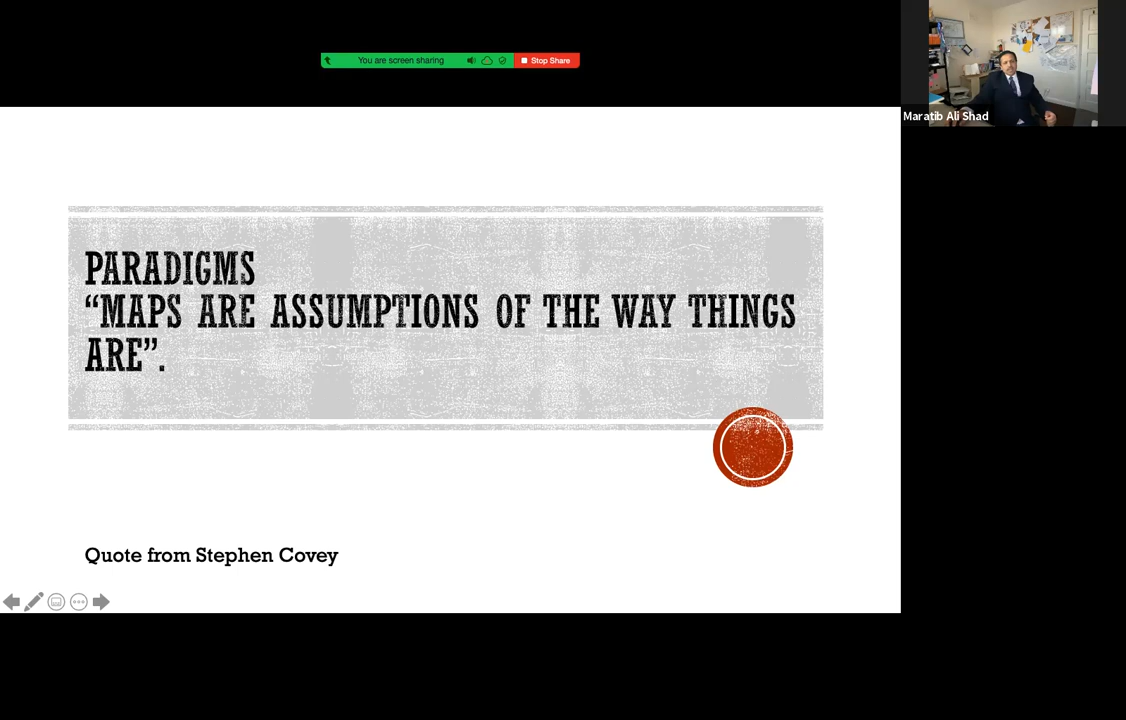 You are screen sharing
Stop Share
Maratib Ali Shad
PARADIGMS
“MAPS ARE ASSUMPTIONS OF THE WAY THINGS
ARE”.
Quote from Stephen Covey